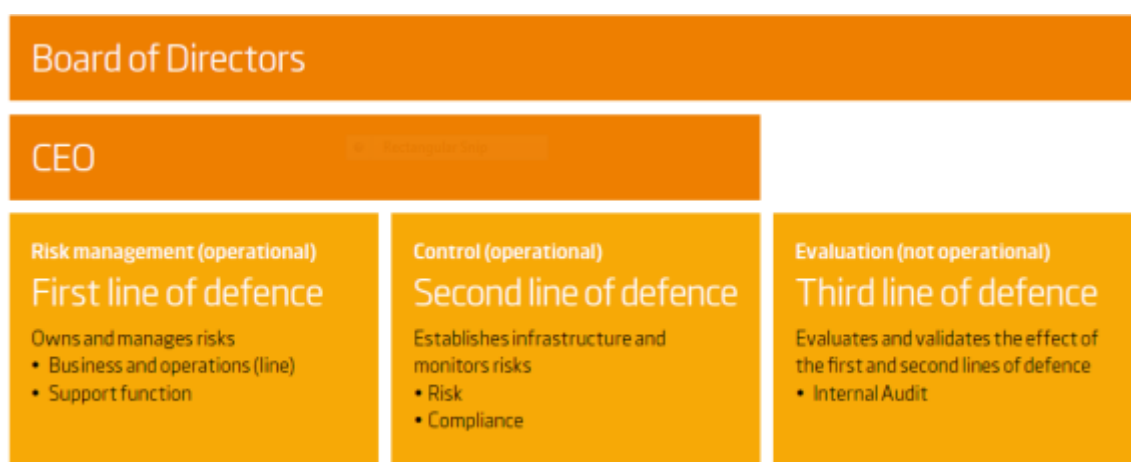 Board of Directors
CEO
Rectangular Snip
Risk management (operational)
First line of defence
Owns and manages risks
• Business and operations (line)
• Support function
Control (operational)
Second line of defence
Establishes infrastructure and
monitors risks
• Risk
• Compliance
Evaluation (not operational)
Third line of defence
Evaluates and validates the effect of
the first and second lines of defence
• Internal Audit